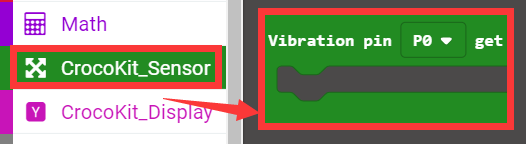 Math
CrocoKit_Sensor
Y CrocoKit_Display
Vibration pin P0 get